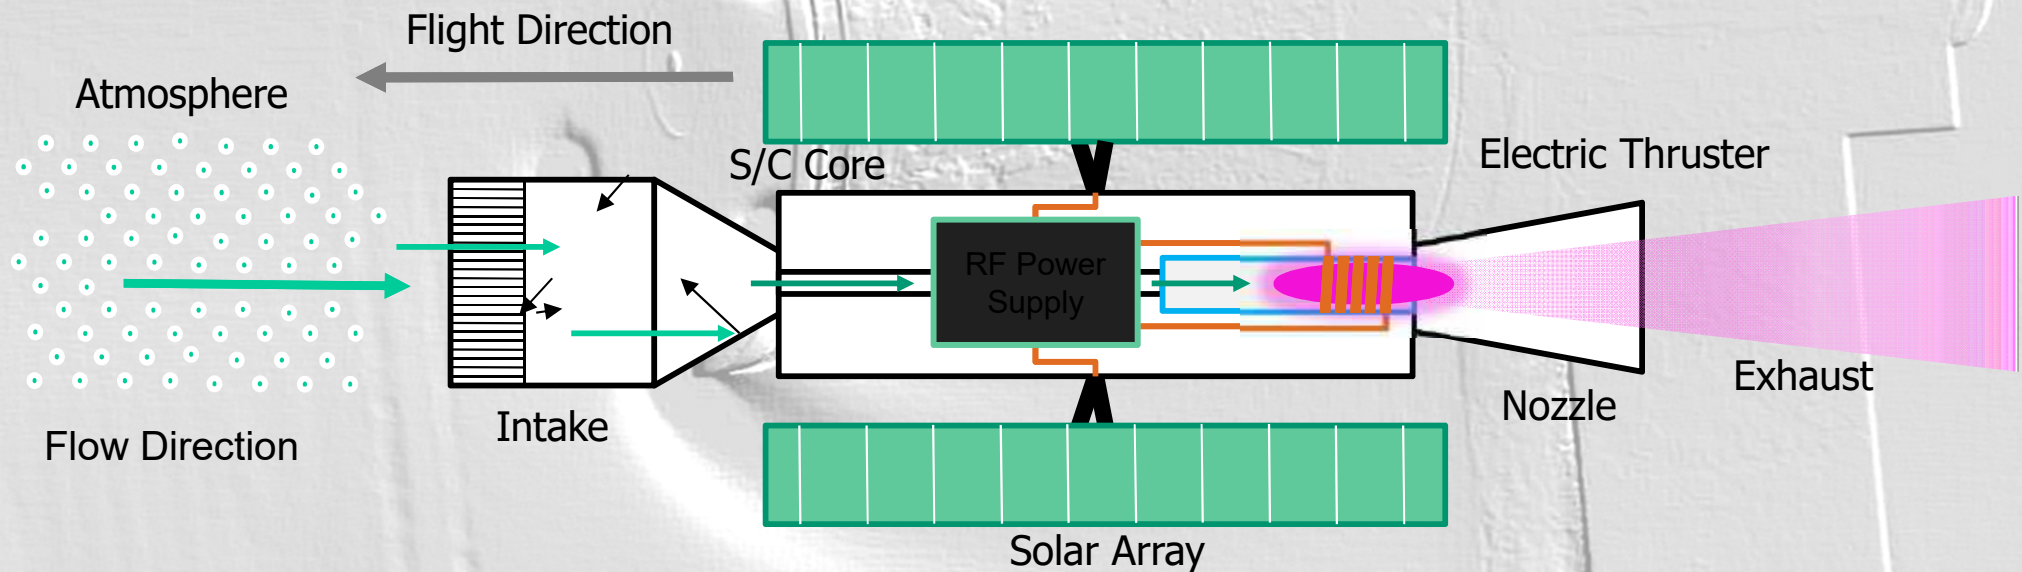 Flight Direction
Atmosphere
S/C Core
Electric Thruster
RF Power
Supply
Intake
Nozzle
Exhaust
Flow Direction
Solar Array